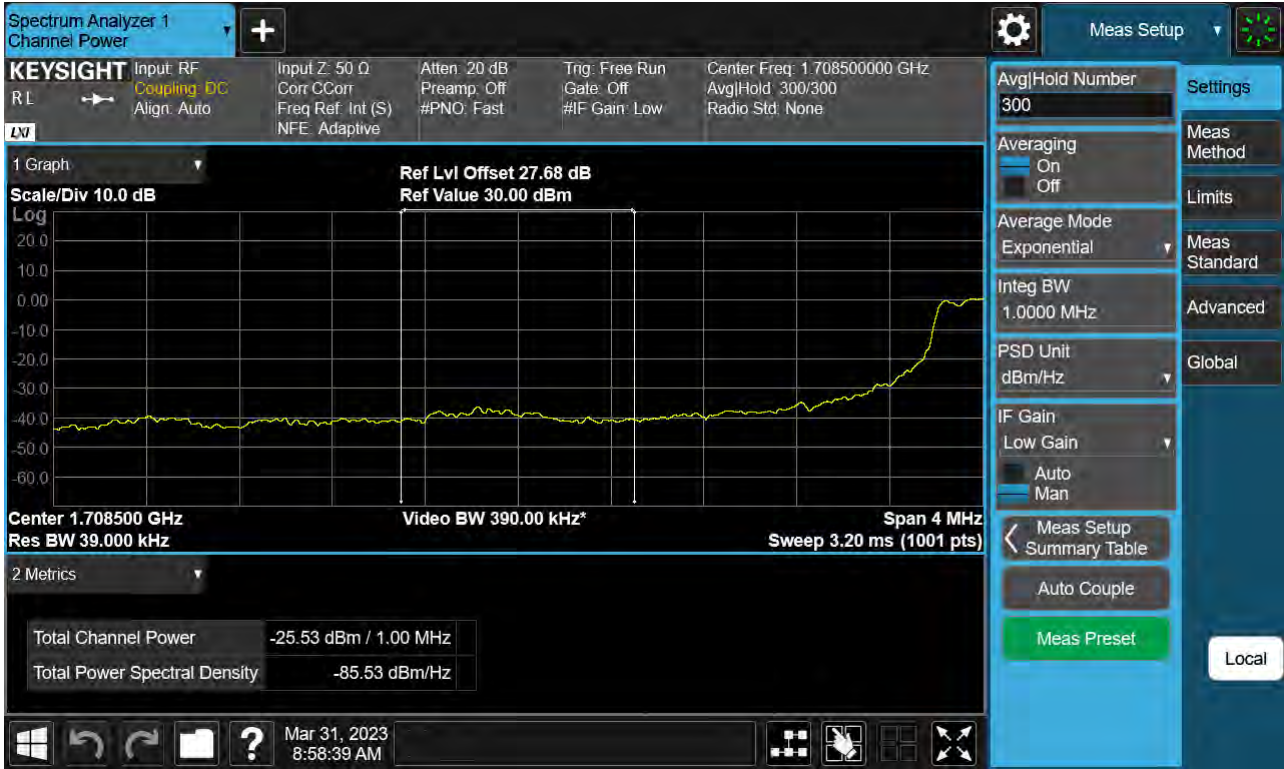 Spectrum Analyzer 1
Channel Power
+
Meas Setup
KEYSIGHT
R L
LXI
Input: RF
Coupling: DC
Align: Auto
Input Z: 50 Ω
Corr CCorr
Freq Ref: Int (S)
NFE: Adaptive
Atten: 20 dB
Preamp: Off
#PNO: Fast
Trig: Free Run
Gate: Off
#IF Gain: Low
Center Freq: 1.708500000 GHz
Avg|Hold: 300/300
Radio Std: None
1 Graph
Scale/Div 10.0 dB
Ref Lvl Offset 27.68 dB
Ref Value 30.00 dBm
Log
20.0
10.0
0.00
-10.0
-20.0
-30.0
-40.0
-50.0
-60.0
Center 1.708500 GHz
Res BW 39.000 kHz
Video BW 390.00 kHz*
Span 4 MHz
Sweep 3.20 ms (1001 pts)
2 Metrics
Total Channel Power -25.53 dBm / 1.00 MHz
Total Power Spectral Density -85.53 dBm/Hz
?
Mar 31, 2023
8:58:39 AM
Avg|Hold Number
300
Averaging
On
Off
Average Mode
Exponential
Integ BW
1.0000 MHz
PSD Unit
dBm/Hz
IF Gain
Low Gain
Auto
Man
Meas Setup
Summary Table
Auto Couple
Meas Preset
Settings
Meas
Method
Limits
Meas
Standard
Advanced
Global
Local